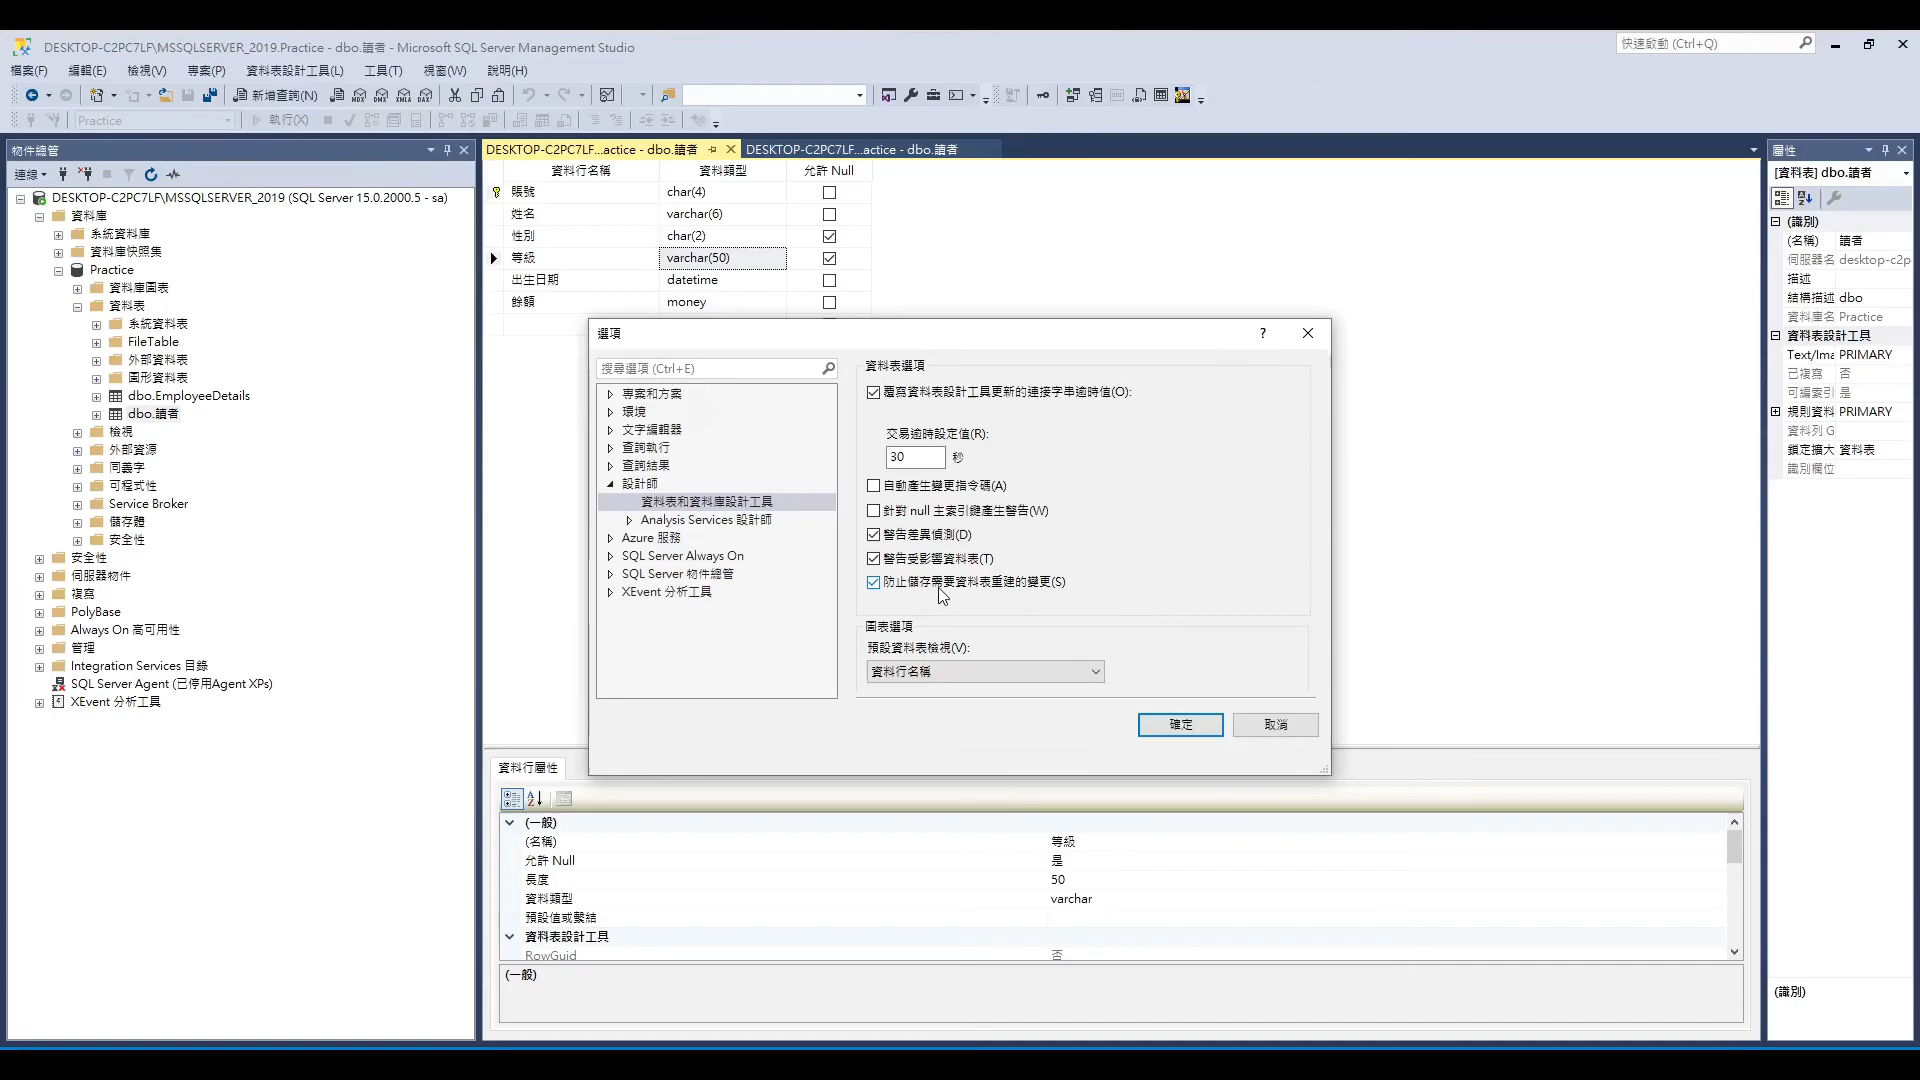 DESKTOP-C2PC7LF\MSSQLSERVER_2019.Practice - dbo.讀者 - Microsoft SQL Server Management Studio
快速啟動 (Ctrl+Q)
檔案(F) 編輯(E) 檢視(V) 專案(P) 資料表設計工具(L) 工具(T) 視窗(W) 說明(H)
新增查詢(N)
MDX DMX XMLA DAX
Practice 執行(X)
物件總管
連線
DESKTOP-C2PC7LF\MSSQLSERVER_2019 (SQL Server 15.0.2000.5 - sa)
資料庫
系統資料庫
資料庫快照集
Practice
資料庫圖表
資料表
系統資料表
FileTable
外部資料表
圖形資料表
dbo.EmployeeDetails
dbo.讀者
檢視
外部資源
同義字
可程式性
Service Broker
儲存體
安全性
安全性
伺服器物件
複寫
PolyBase
Always On 高可用性
管理
Integration Services 目錄
SQL Server Agent (已停用Agent XPs)
XEvent 分析工具
DESKTOP-C2PC7LF...actice - dbo.讀者 DESKTOP-C2PC7LF...actice - dbo.讀者
資料行名稱 資料類型 允許 Null
賬號 char(4)
姓名 varchar(6)
性別 char(2)
等級 varchar(50)
出生日期 datetime
餘額 money
選項
?
搜尋選項 (Ctrl+E)
專案和方案
環境
文字編輯器
查詢執行
查詢結果
設計師
資料表和資料庫設計工具
Analysis Services 設計師
Azure 服務
SQL Server Always On
SQL Server 物件總管
XEvent 分析工具
資料表選項
覆寫資料表設計工具更新的連接字串逾時值(O):
交易逾時設定值(R):
30 秒
自動產生變更指令碼(A)
針對 null 主索引鍵產生警告(W)
警告差異偵測(D)
警告受影響資料表(T)
防止儲存需要資料表重建的變更(S)
圖表選項
預設資料表檢視(V):
資料行名稱
確定 取消
資料行屬性
(一般)
(名稱) 等級
允許 Null 是
長度 50
資料類型 varchar
預設值或繫結
資料表設計工具
RowGuid 否
(一般)
屬性
[資料表] dbo.讀者
(識別)
(名稱) 讀者
伺服器名 desktop-c2p
描述
結構描述 dbo
資料庫名 Practice
資料表設計工具
Text/Ima PRIMARY
已複寫 否
可編索引 是
規則資料 PRIMARY
資料列 G
鎖定擴大 資料表
識別欄位
(識別)